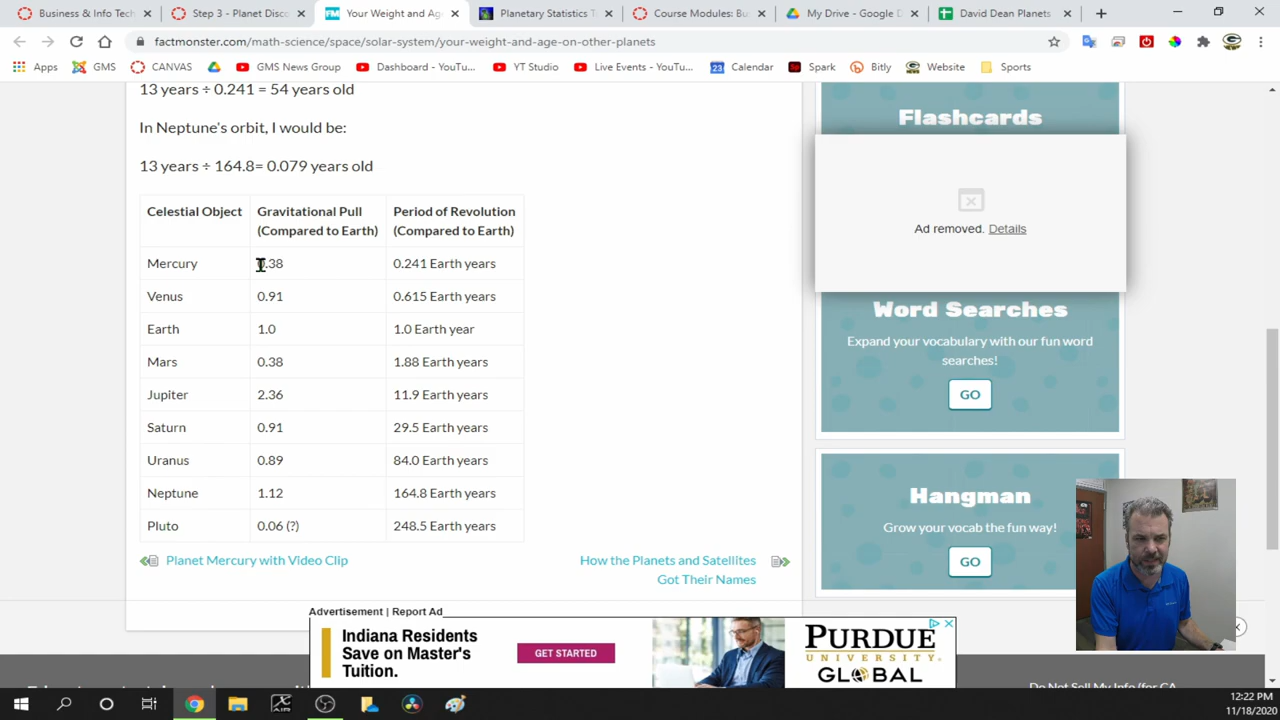 Business & Info Tech
Step 3 - Planet Disco
Your Weight and Age
Planetary Statistics T
Course Modules: Bu
My Drive - Google D
David Dean Planets
factmonster.com/math-science/space/solar-system/your-weight-and-age-on-other-planets
Apps
GMS
CANVAS
GMS News Group
Dashboard - YouTu...
YT Studio
Live Events - YouTu...
Calendar
Spark
Bitly
Website
Sports
13 years ÷ 0.241 = 54 years old
In Neptune's orbit, I would be:
13 years ÷ 164.8= 0.079 years old
Celestial Object
Gravitational Pull
(Compared to Earth)
Period of Revolution
(Compared to Earth)
Mercury 0.38 0.241 Earth years
Venus 0.91 0.615 Earth years
Earth 1.0 1.0 Earth year
Mars 0.38 1.88 Earth years
Jupiter 2.36 11.9 Earth years
Saturn 0.91 29.5 Earth years
Uranus 0.89 84.0 Earth years
Neptune 1.12 164.8 Earth years
Pluto 0.06 (?) 248.5 Earth years
Planet Mercury with Video Clip
How the Planets and Satellites
Got Their Names
Flashcards
Ad removed. Details
Word Searches
Expand your vocabulary with our fun word
searches!
GO
Hangman
Grow your vocab the fun way!
GO
Advertisement | Report Ad
Indiana Residents
Save on Master's
Tuition.
GET STARTED
PURDUE
UNIVERSITY
GLOBAL
Do Not Sell My Info (for CA
12:22 PM
11/18/2020